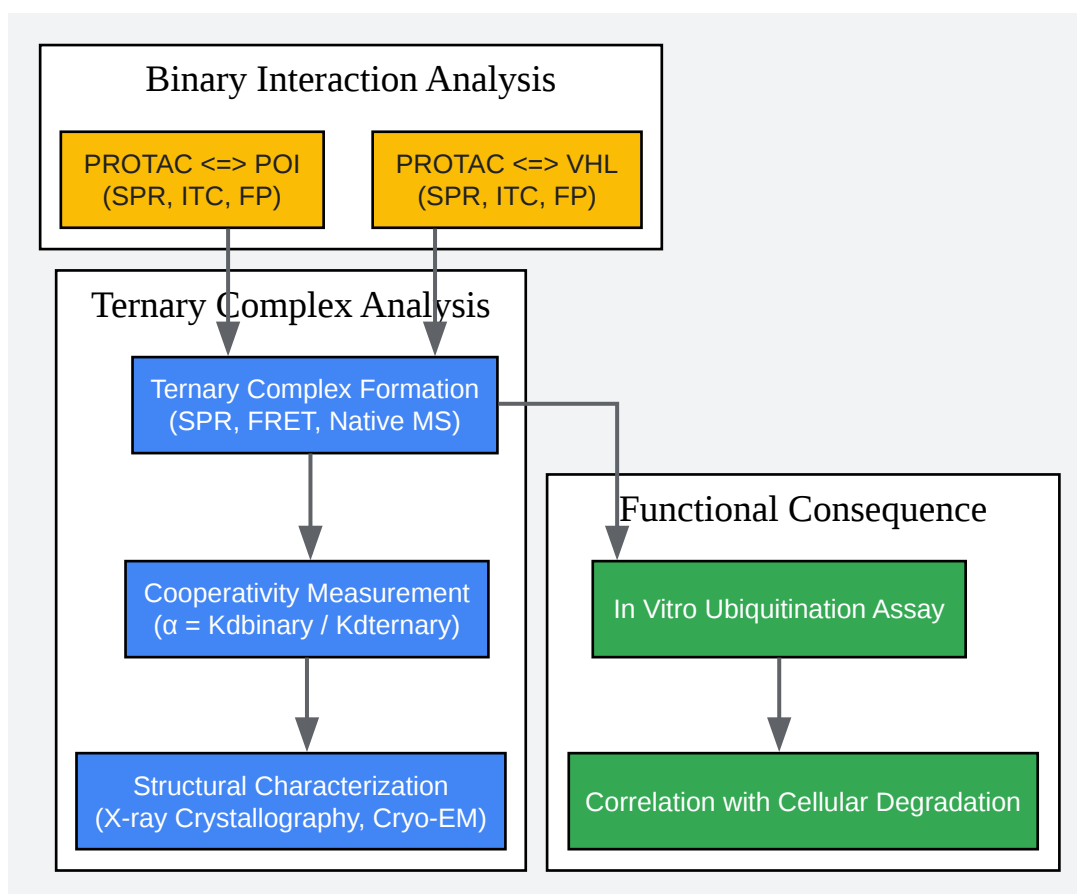 Binary Interaction Analysis
PROTAC <=> POI
(SPR, ITC, FP)
PROTAC <=> VHL
(SPR, ITC, FP)
Ternary Complex Analysis
Ternary Complex Formation
(SPR, FRET, Native MS)
Cooperativity Measurement
(α = Kdbinary / Kdternary)
Structural Characterization
(X-ray Crystallography, Cryo-EM)
Functional Consequence
In Vitro Ubiquitination Assay
Correlation with Cellular Degradation